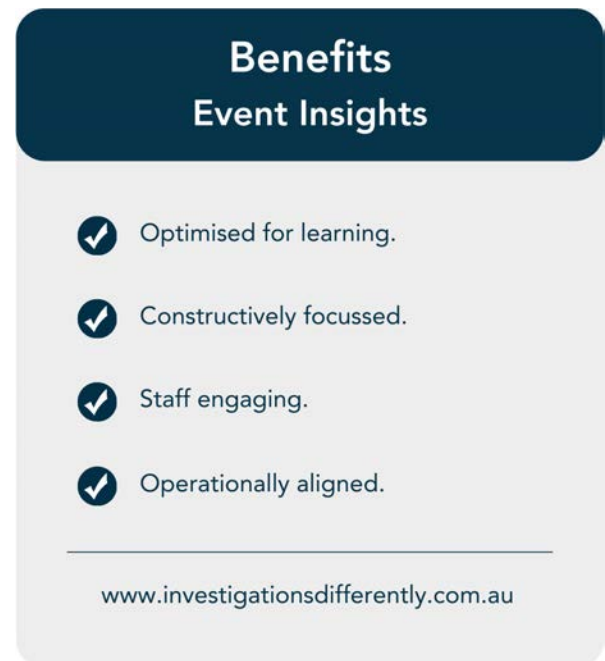 Benefits
Event Insights
Optimised for learning.
Constructively focussed.
Staff engaging.
Operationally aligned.
www.investigationsdifferently.com.au